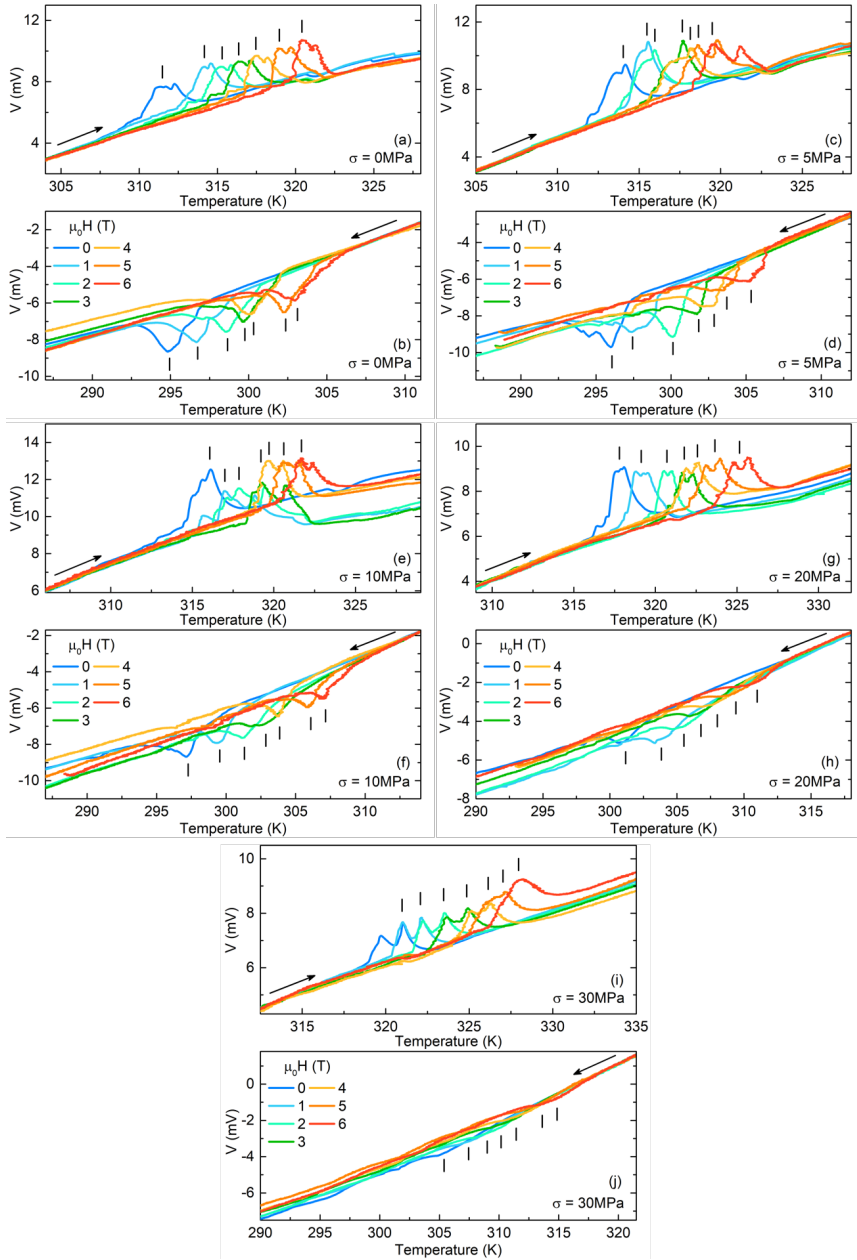 12
8
4
V (mV)
(a)
σ = 0MPa
305 310 315 320 325
Temperature (K)
-2
-4
-6
-8
-10
V (mV)
μ0H (T)
0 4
1 5
2 6
3
(b)
σ = 0MPa
290 295 300 305 310
Temperature (K)
12
8
4
V (mV)
(c)
σ = 5MPa
305 310 315 320 325
Temperature (K)
-4
-6
-8
-10
V (mV)
μ0H (T)
0 4
1 5
2 6
3
(d)
σ = 5MPa
290 295 300 305 310
Temperature (K)
14
12
10
8
6
V (mV)
(e)
σ = 10MPa
310 315 320 325
Temperature (K)
-2
-4
-6
-8
-10
V (mV)
μ0H (T)
0 4
1 5
2 6
3
(f)
σ = 10MPa
290 295 300 305 310
Temperature (K)
10
8
6
4
V (mV)
(g)
σ = 20MPa
310 315 320 325 330
Temperature (K)
0
-2
-4
-6
-8
V (mV)
μ0H (T)
0 4
1 5
2 6
3
(h)
σ = 20MPa
290 295 300 305 310 315
Temperature (K)
10
8
6
V (mV)
(i)
σ = 30MPa
315 320 325 330 335
Temperature (K)
0
-2
-4
-6
V (mV)
μ0H (T)
0 4
1 5
2 6
3
(j)
σ = 30MPa
290 295 300 305 310 315 320
Temperature (K)